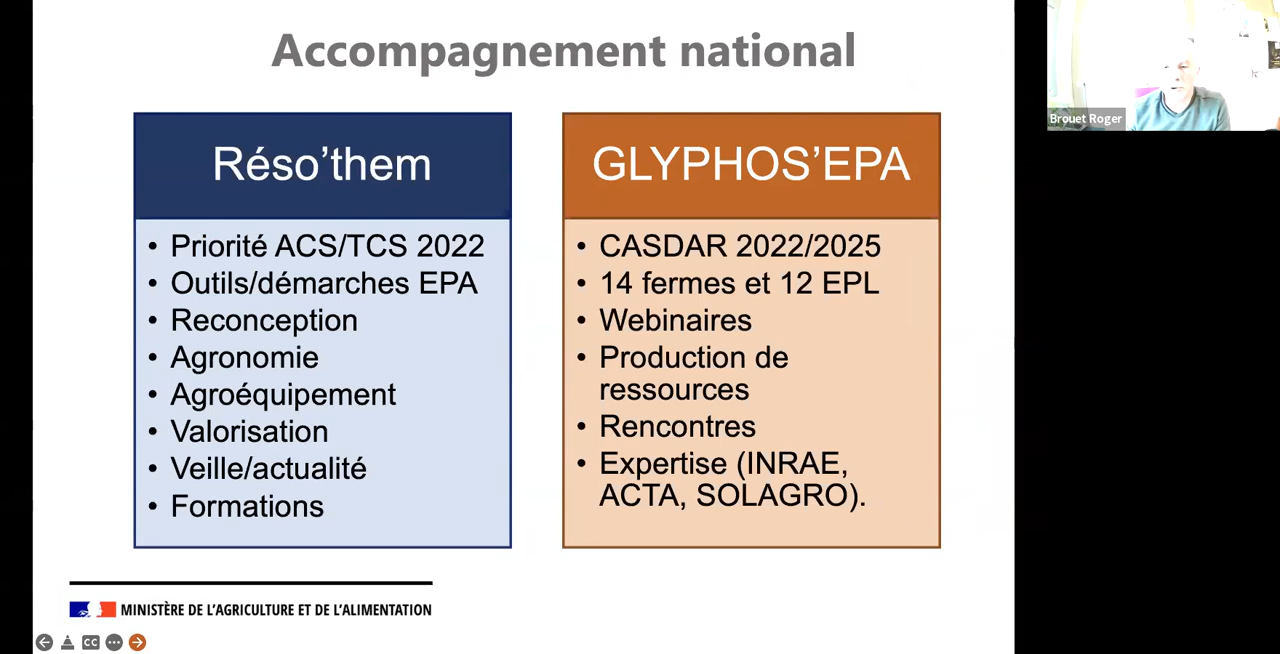 Accompagnement national
Réso’them
• Priorité ACS/TCS 2022
• Outils/démarches EPA
• Reconception
• Agronomie
• Agroéquipement
• Valorisation
• Veille/actualité
• Formations
GLYPHOS’EPA
• CASDAR 2022/2025
• 14 fermes et 12 EPL
• Webinaires
• Production de
ressources
• Rencontres
• Expertise (INRAE,
ACTA, SOLAGRO).
MINISTÈRE DE L’AGRICULTURE ET DE L’ALIMENTATION
CC
Brouet Roger